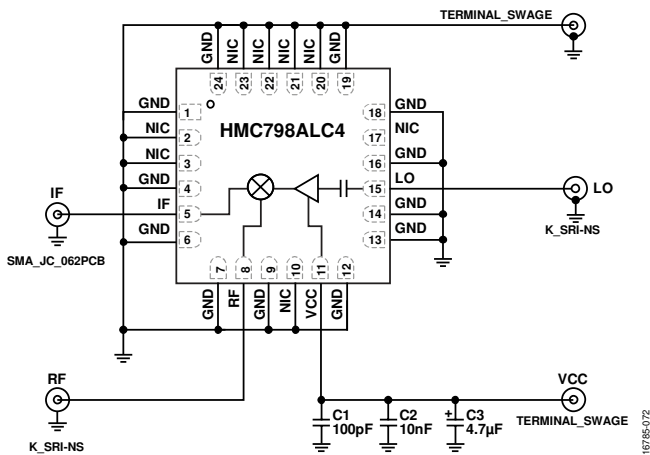 TERMINAL_SWAGE
GND
NIC
NIC
NIC
NIC
GND
24
23
22
21
20
19
HMC798ALC4
GND
1
NIC
2
NIC
3
GND
4
IF
5
GND
6
18
GND
17
NIC
16
GND
15
LO
14
GND
13
GND
IF
SMA_JC_062PCB
LO
K_SRI-NS
7
8
9
10
11
12
GND
RF
GND
NIC
VCC
GND
RF
K_SRI-NS
C1
100pF
C2
10nF
+
C3
4.7µF
VCC
TERMINAL_SWAGE
16785-072